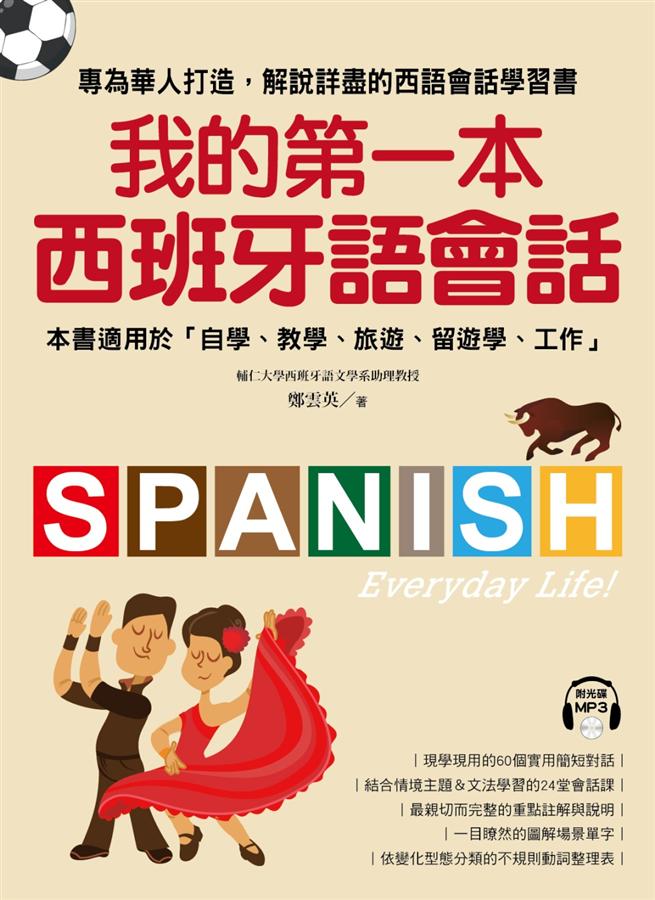 專為華人打造，解說詳盡的西語會話學習書
我的第一本
西班牙語會話
本書適用於「自學、教學、旅遊、留遊學、工作」
輔仁大學西班牙語文學系助理教授
鄭雲英／著
SPANISH
Everyday Life!
附光碟
MP3
｜現學現用的60個實用簡短對話｜
｜結合情境主題＆文法學習的24堂會話課｜
｜最親切而完整的重點註解與說明｜
｜一目瞭然的圖解場景單字｜
｜依變化型態分類的不規則動詞整理表｜